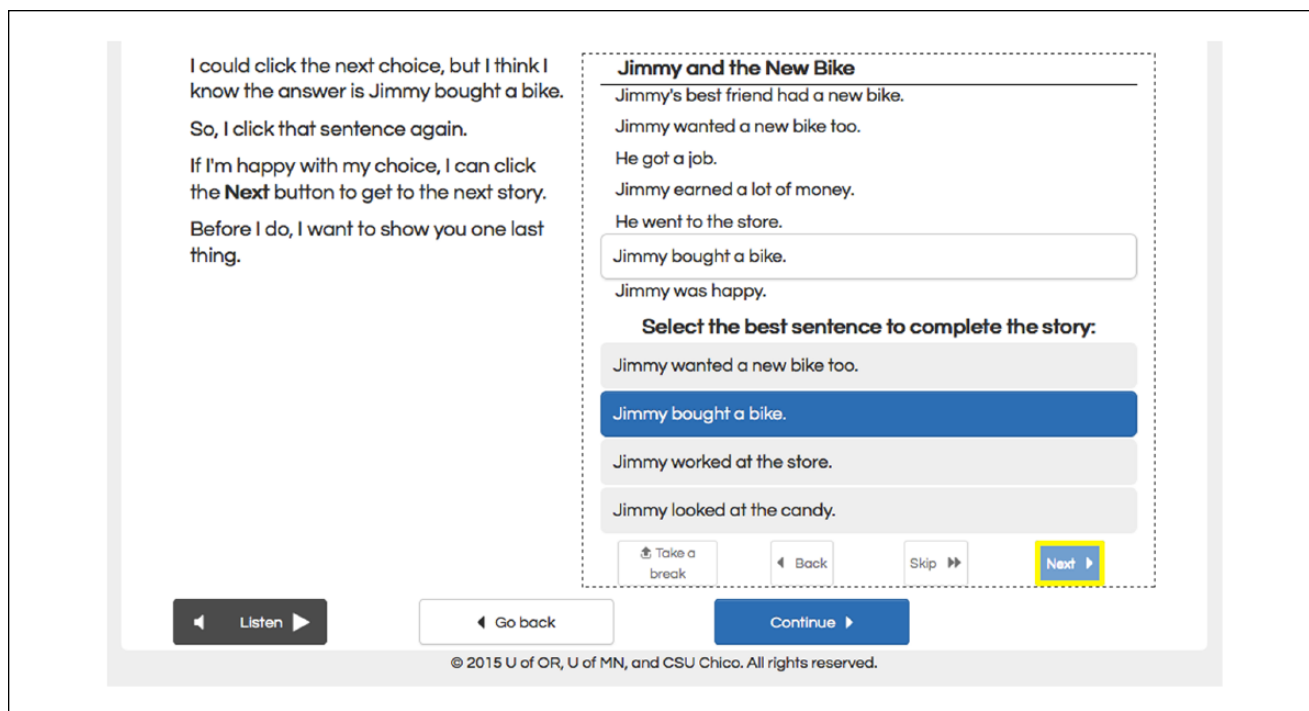 I could click the next choice, but I think I
know the answer is Jimmy bought a bike.
So, I click that sentence again.
If I'm happy with my choice, I can click
the Next button to get to the next story.
Before I do, I want to show you one last
thing.
Jimmy and the New Bike
Jimmy's best friend had a new bike.
Jimmy wanted a new bike too.
He got a job.
Jimmy earned a lot of money.
He went to the store.
Jimmy bought a bike.
Jimmy was happy.
Select the best sentence to complete the story:
Jimmy wanted a new bike too.
Jimmy bought a bike.
Jimmy worked at the store.
Jimmy looked at the candy.
Take a
break
Back
Skip
Next
Listen
Go back
Continue
© 2015 U of OR, U of MN, and CSU Chico. All rights reserved.